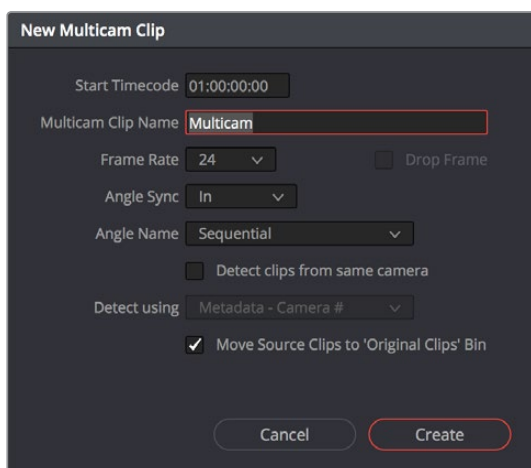 New Multicam Clip
Start Timecode 01:00:00:00
Multicam Clip Name Multicam
Frame Rate 24 Drop Frame
Angle Sync In
Angle Name Sequential
Detect clips from same camera
Detect using Metadata - Camera #
Move Source Clips to 'Original Clips' Bin
Cancel Create